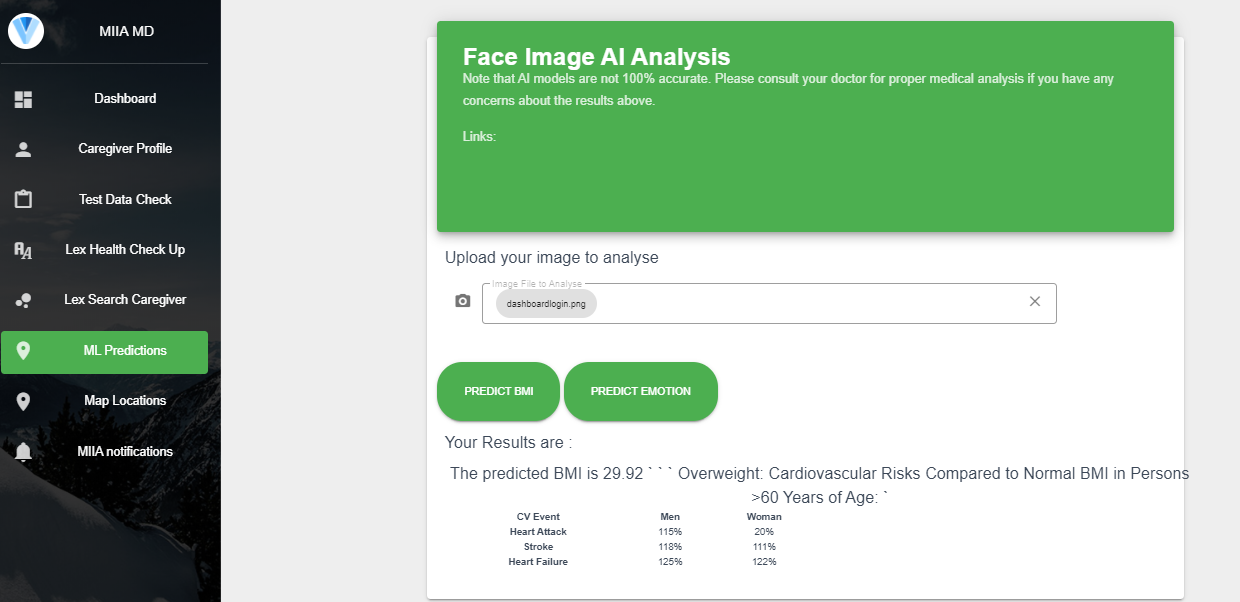 MIIA MD
Dashboard
Caregiver Profile
Test Data Check
Lex Health Check Up
Lex Search Caregiver
ML Predictions
Map Locations
MIIA notifications
Face Image AI Analysis
Note that AI models are not 100% accurate. Please consult your doctor for proper medical analysis if you have any
concerns about the results above.
Links:
Upload your image to analyse
Image File to Analyse
dashboardlogin.png
PREDICT BMI PREDICT EMOTION
Your Results are :
The predicted BMI is 29.92 ` ` ` Overweight: Cardiovascular Risks Compared to Normal BMI in Persons
>60 Years of Age: `
CV Event Men Woman
Heart Attack 115% 20%
Stroke 118% 111%
Heart Failure 125% 122%